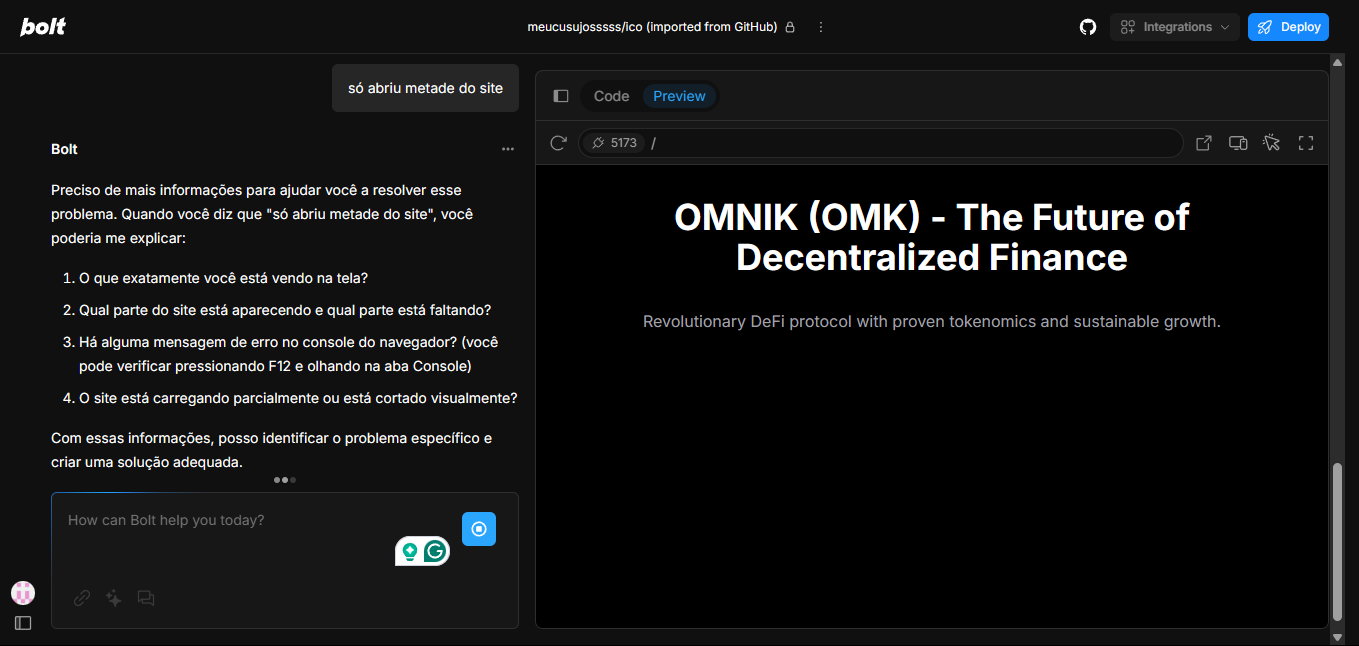 bolt
meucusujosssss/ico (imported from GitHub)
Integrations
Deploy
só abriu metade do site
Bolt
Preciso de mais informações para ajudar você a resolver esse
problema. Quando você diz que "só abriu metade do site", você
poderia me explicar:
1. O que exatamente você está vendo na tela?
2. Qual parte do site está aparecendo e qual parte está faltando?
3. Há alguma mensagem de erro no console do navegador? (você
pode verificar pressionando F12 e olhando na aba Console)
4. O site está carregando parcialmente ou está cortado visualmente?
Com essas informações, posso identificar o problema específico e
criar uma solução adequada.
How can Bolt help you today?
Code
Preview
5173 /
OMNIK (OMK) - The Future of
Decentralized Finance
Revolutionary DeFi protocol with proven tokenomics and sustainable growth.